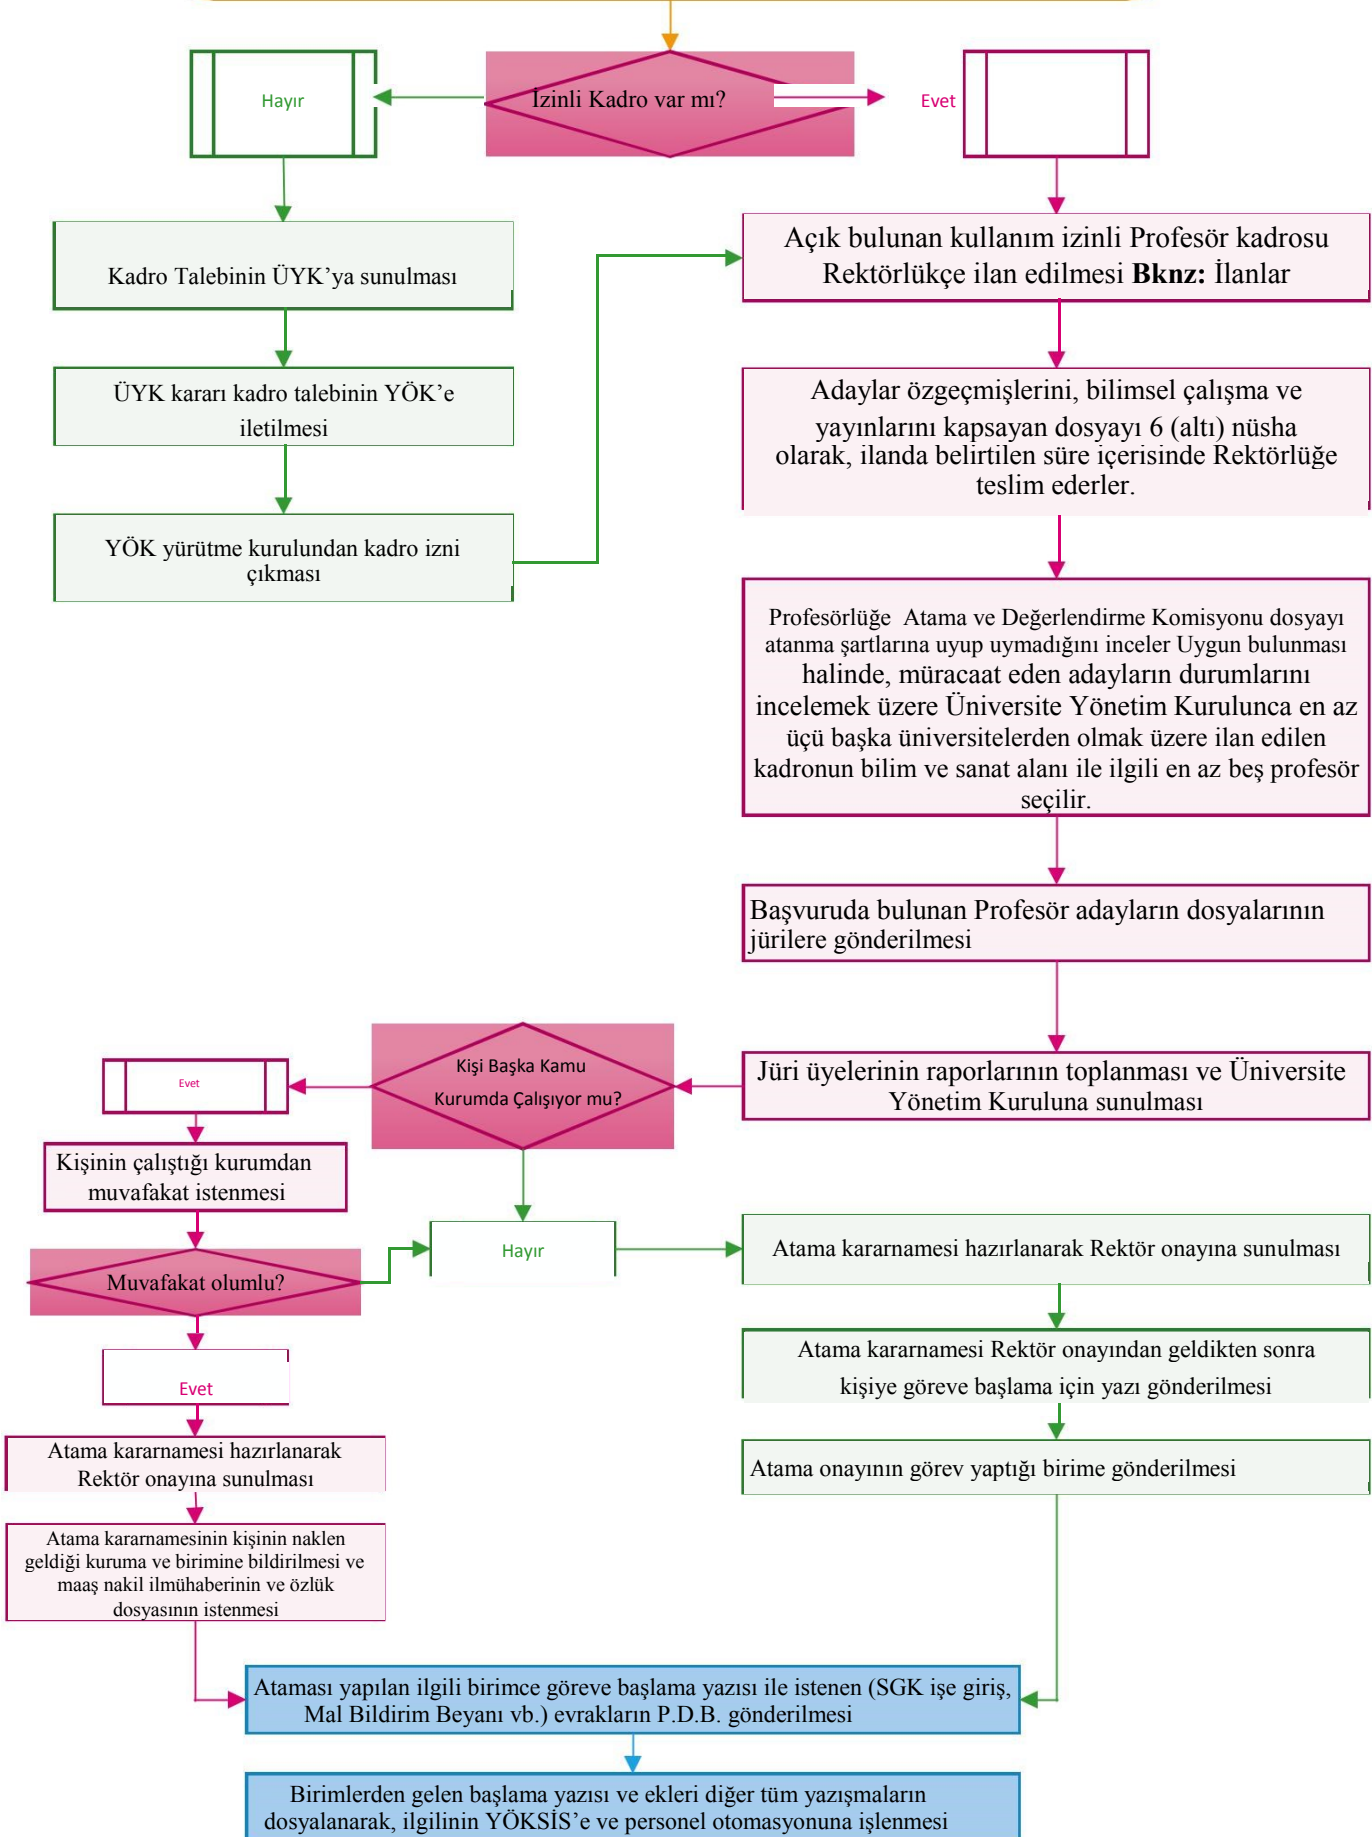 İzinli Kadro var mı?
Hayır
Evet
Kadro Talebinin ÜYK’ya sunulması
ÜYK kararı kadro talebinin YÖK’e
iletilmesi
YÖK yürütme kurulundan kadro izni
çıkması
Açık bulunan kullanım izinli Profesör kadrosu
Rektörlükçe ilan edilmesi Bknz: İlanlar
Adaylar özgeçmişlerini, bilimsel çalışma ve
yayınlarını kapsayan dosyayı 6 (altı) nüsha
olarak, ilanda belirtilen süre içerisinde Rektörlüğe
teslim ederler.
Profesörlüğe Atama ve Değerlendirme Komisyonu dosyayı
atanma şartlarına uyup uymadığını inceler Uygun bulunması
halinde, müracaat eden adayların durumlarını
incelemek üzere Üniversite Yönetim Kurulunca en az
üçü başka üniversitelerden olmak üzere ilan edilen
kadronun bilim ve sanat alanı ile ilgili en az beş profesör
seçilir.
Başvuruda bulunan Profesör adayların dosyalarının
jürilere gönderilmesi
Jüri üyelerinin raporlarının toplanması ve Üniversite
Yönetim Kuruluna sunulması
Kişi Başka Kamu
Kurumda Çalışıyor mu?
Evet
Kişinin çalıştığı kurumdan
muvafakat istenmesi
Muvafakat olumlu?
Hayır
Evet
Atama kararnamesi hazırlanarak
Rektör onayına sunulması
Atama kararnamesinin kişinin naklen
geldiği kuruma ve birimine bildirilmesi ve
maaş nakil ilmühaberinin ve özlük
dosyasının istenmesi
Atama kararnamesi hazırlanarak Rektör onayına sunulması
Atama kararnamesi Rektör onayından geldikten sonra
kişiye göreve başlama için yazı gönderilmesi
Atama onayının görev yaptığı birime gönderilmesi
Ataması yapılan ilgili birimce göreve başlama yazısı ile istenen (SGK işe giriş,
Mal Bildirim Beyanı vb.) evrakların P.D.B. gönderilmesi
Birimlerden gelen başlama yazısı ve ekleri diğer tüm yazışmaların
dosyalanarak, ilgilinin YÖKSİS’e ve personel otomasyonuna işlenmesi